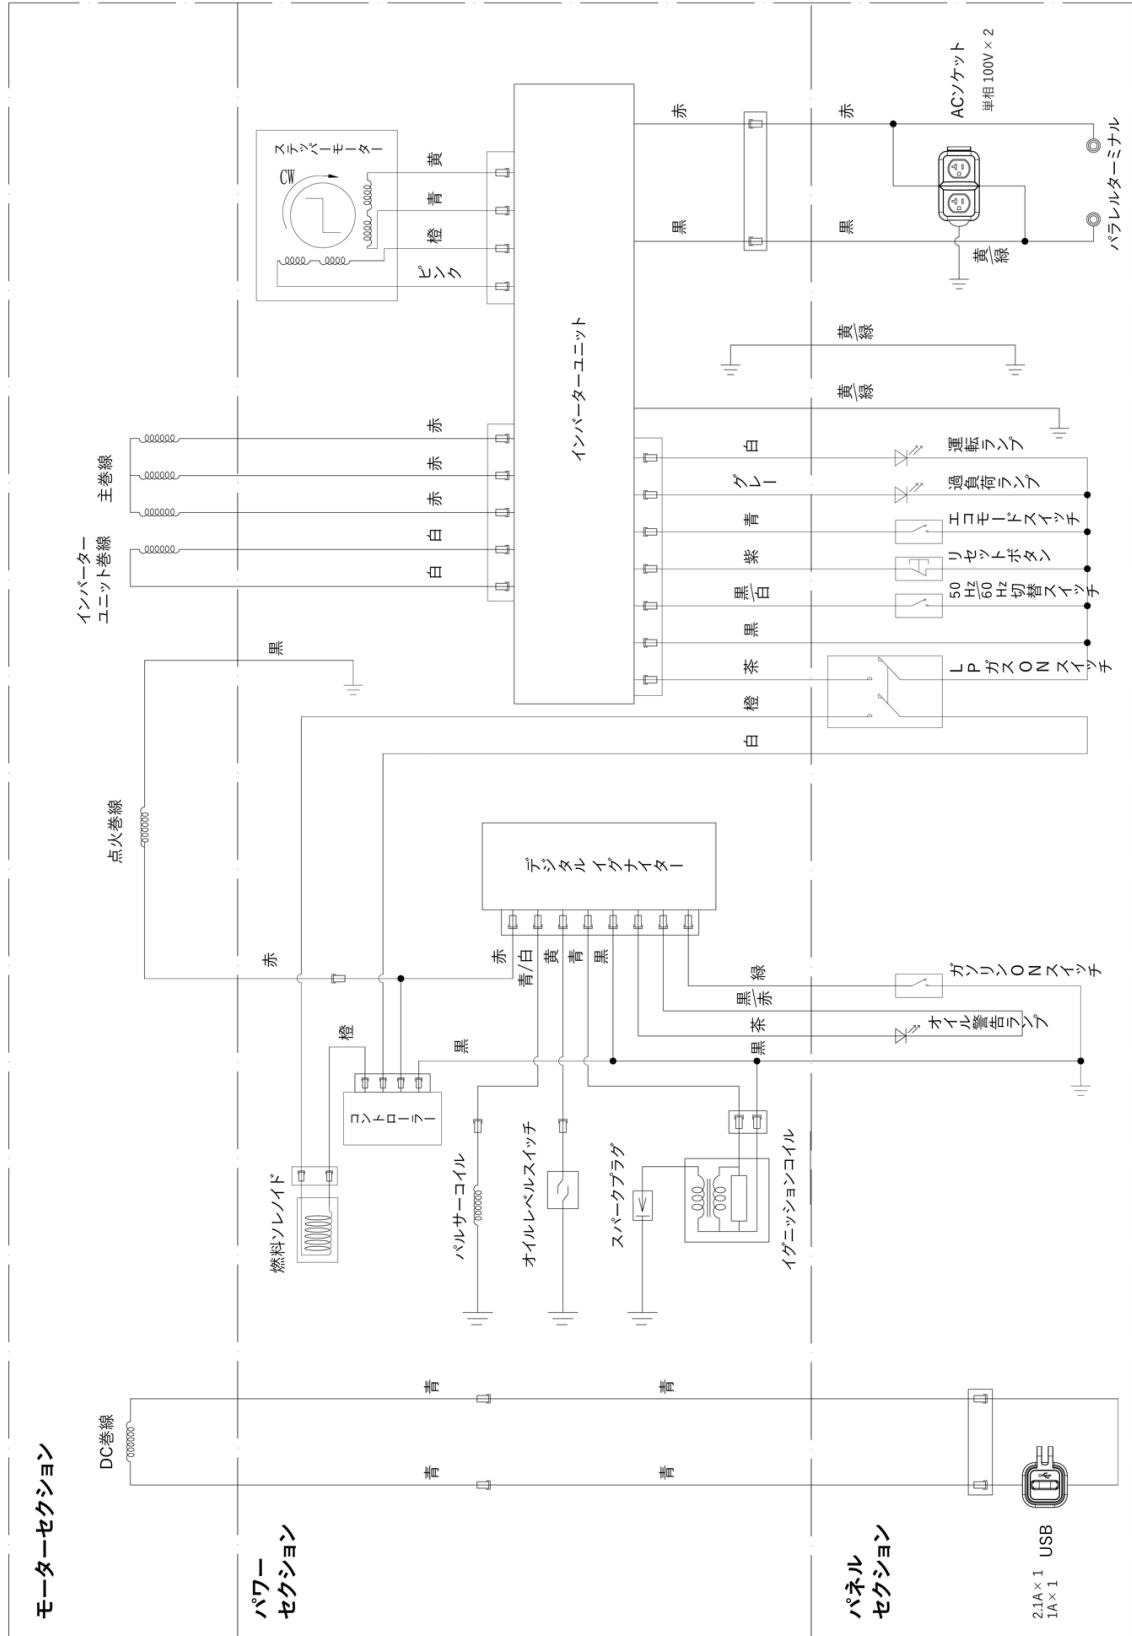 モーターセクション
DC巻線
点火巻線
インバーター
ユニット巻線
主巻線
パワー
セクション
青
青
青
青
燃料ソレノイド
コントローラー
橙
赤
黒
黒
パルサーコイル
オイルレベルスイッチ
スパークプラグ
イグニッションコイル
赤
青/白
黄
青
黒
デジタル イグナイター
黒
茶
黒/赤
緑
白
白
赤
赤
赤
ステッパーモーター
CW
ピンク
橙
青
黄
インバーターユニット
白
橙
茶
黒
黒/白
紫
青
グレー
白
黒
赤
パネル
セクション
2.1A × 1
1A × 1
USB
オイル警告ランプ
ガソリンONスイッチ
LPガスONスイッチ
50Hz/60Hz切替スイッチ
リセットボタン
エコモードスイッチ
過負荷ランプ
運転ランプ
黄/緑
黄/緑
黒
赤
黄/緑
ACソケット
単相 100V × 2
パラレルターミナル